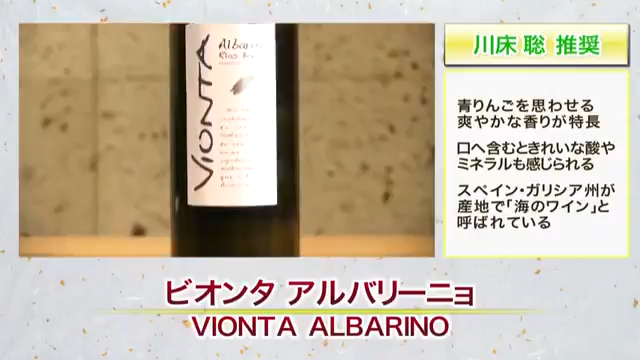 VIONTA
Albari
Rias Ba
川床 聡 推奨
青りんごを思わせる
爽やかな香りが特長
口へ含むときれいな酸や
ミネラルも感じられる
スペイン・ガリシア州が
産地で「海のワイン」と
呼ばれている
ビオンタ アルバリーニョ
VIONTA ALBARINO